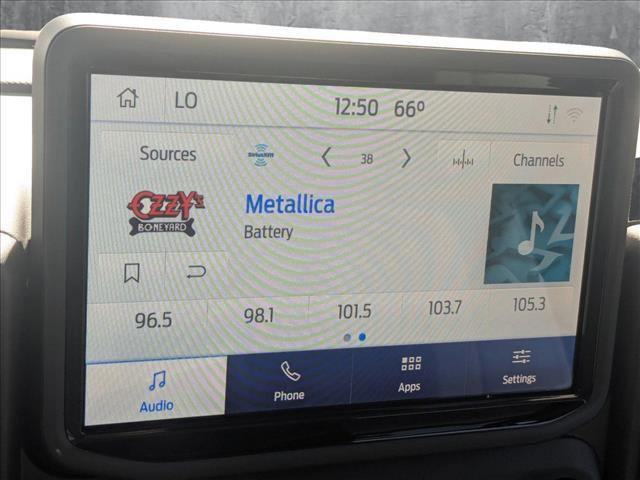 LO 12:50 66°
Sources SiriusXM 38 Channels
OZZY'S
BONEYARD
Metallica
Battery
96.5 98.1 101.5 103.7 105.3
Audio Phone Apps Settings